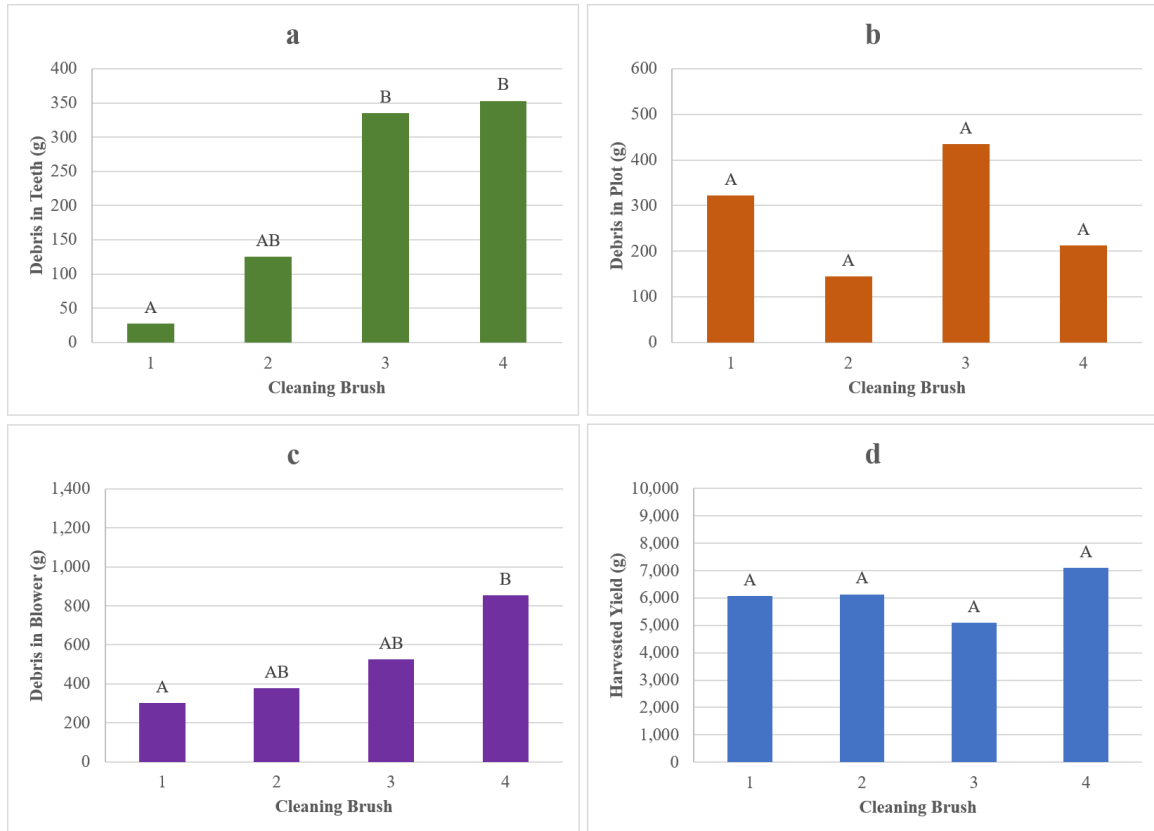 a
400
350
300
250
200
150
100
50
0
Debris in Teeth (g)
A
AB
B
B
1 2 3 4
Cleaning Brush
b
600
500
400
300
200
100
0
Debris in Plot (g)
A
A
A
A
1 2 3 4
Cleaning Brush
c
1,400
1,200
1,000
800
600
400
200
0
Debris in Blower (g)
A
AB
AB
B
1 2 3 4
Cleaning Brush
d
10,000
9,000
8,000
7,000
6,000
5,000
4,000
3,000
2,000
1,000
0
Harvested Yield (g)
A
A
A
A
1 2 3 4
Cleaning Brush